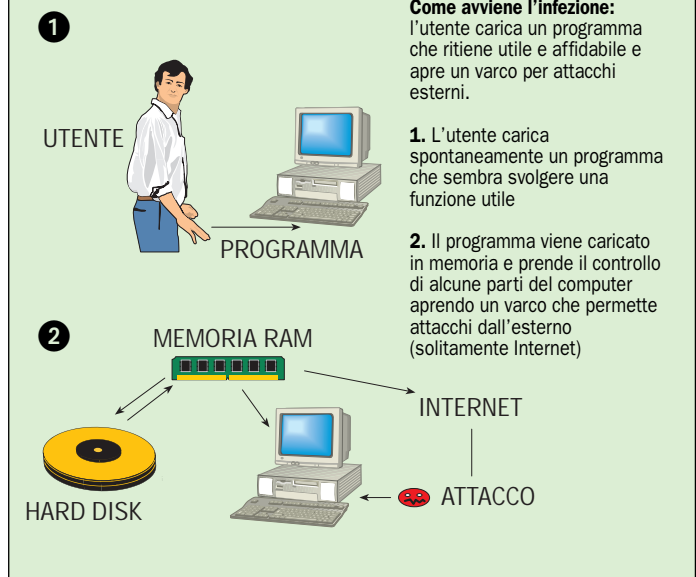 Come avviene l'infezione:
l'utente carica un programma
che ritiene utile e affidabile e
apre un varco per attacchi
esterni.
1
UTENTE
PROGRAMMA
1. L'utente carica
spontaneamente un programma
che sembra svolgere una
funzione utile
2. Il programma viene caricato
in memoria e prende il controllo
di alcune parti del computer
aprendo un varco che permette
attacchi dall'esterno
(solitamente Internet)
2
MEMORIA RAM
INTERNET
ATTACCO
HARD DISK